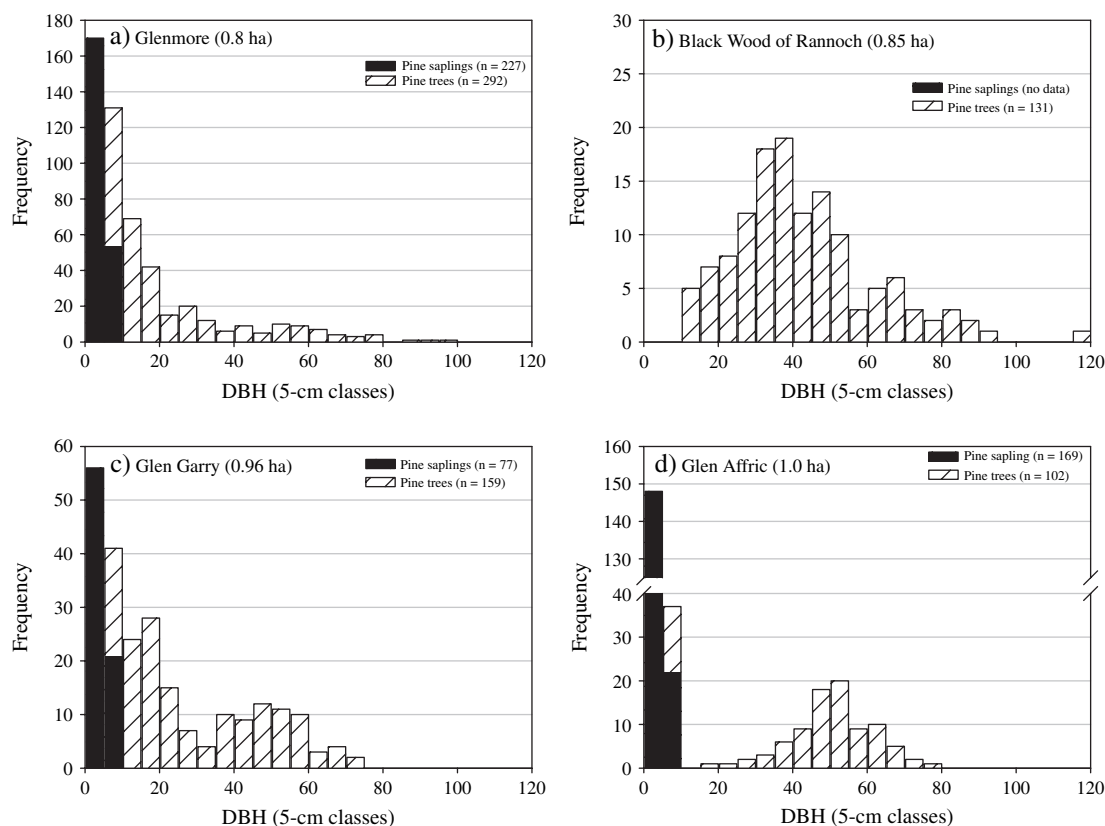 a) Glenmore (0.8 ha)
Pine saplings (n = 227)
Pine trees (n = 292)
180
160
140
120
100
80
60
40
20
0
Frequency
0 20 40 60 80 100 120
DBH (5-cm classes)
b) Black Wood of Rannoch (0.85 ha)
Pine saplings (no data)
Pine trees (n = 131)
30
25
20
15
10
5
0
Frequency
0 20 40 60 80 100 120
DBH (5-cm classes)
c) Glen Garry (0.96 ha)
Pine saplings (n = 77)
Pine trees (n = 159)
60
50
40
30
20
10
0
Frequency
0 20 40 60 80 100 120
DBH (5-cm classes)
d) Glen Affric (1.0 ha)
Pine sapling (n = 169)
Pine trees (n = 102)
160
150
140
130
40
30
20
10
0
Frequency
0 20 40 60 80 100 120
DBH (5-cm classes)